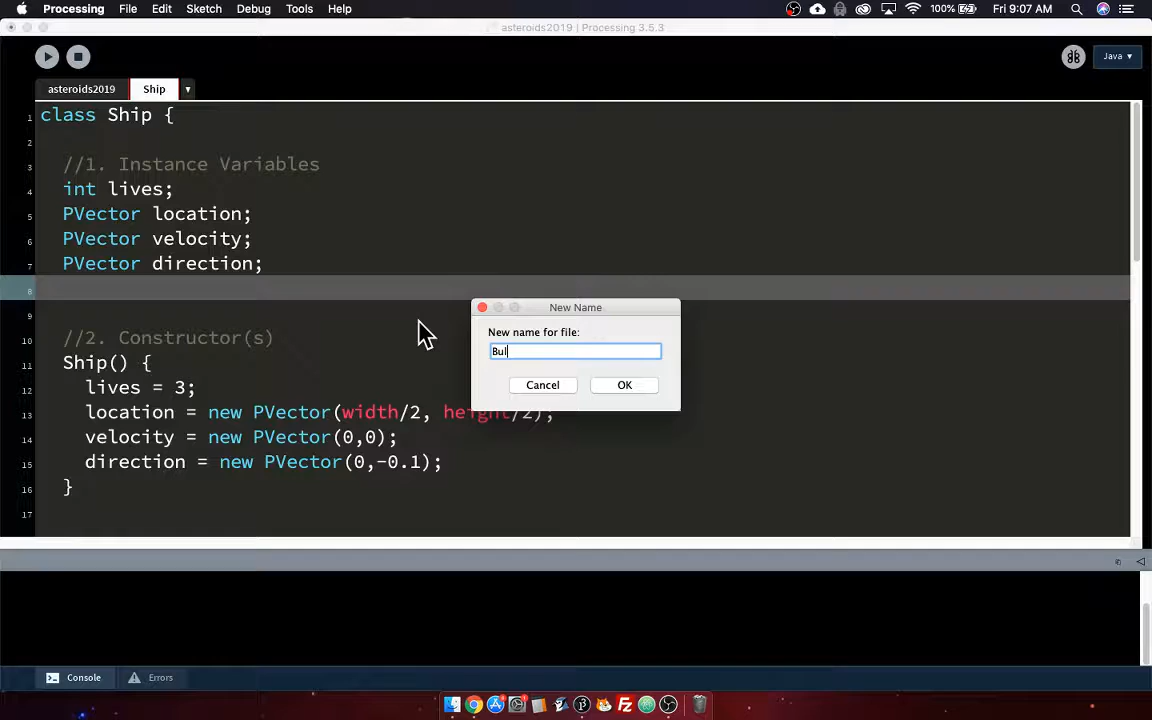 Processing File Edit Sketch Debug Tools Help 100% Fri 9:07 AM
asteroids2019 | Processing 3.5.3
Java ▾
asteroids2019 Ship ▾
1 class Ship {
2
3 //1. Instance Variables
4 int lives;
5 PVector location;
6 PVector velocity;
7 PVector direction;
8
9
10 //2. Constructor(s)
11 Ship() {
12 lives = 3;
13 location = new PVector(width/2, height/2);
14 velocity = new PVector(0,0);
15 direction = new PVector(0,-0.1);
16 }
17
New Name
New name for file:
Bul
Cancel OK
Console Errors